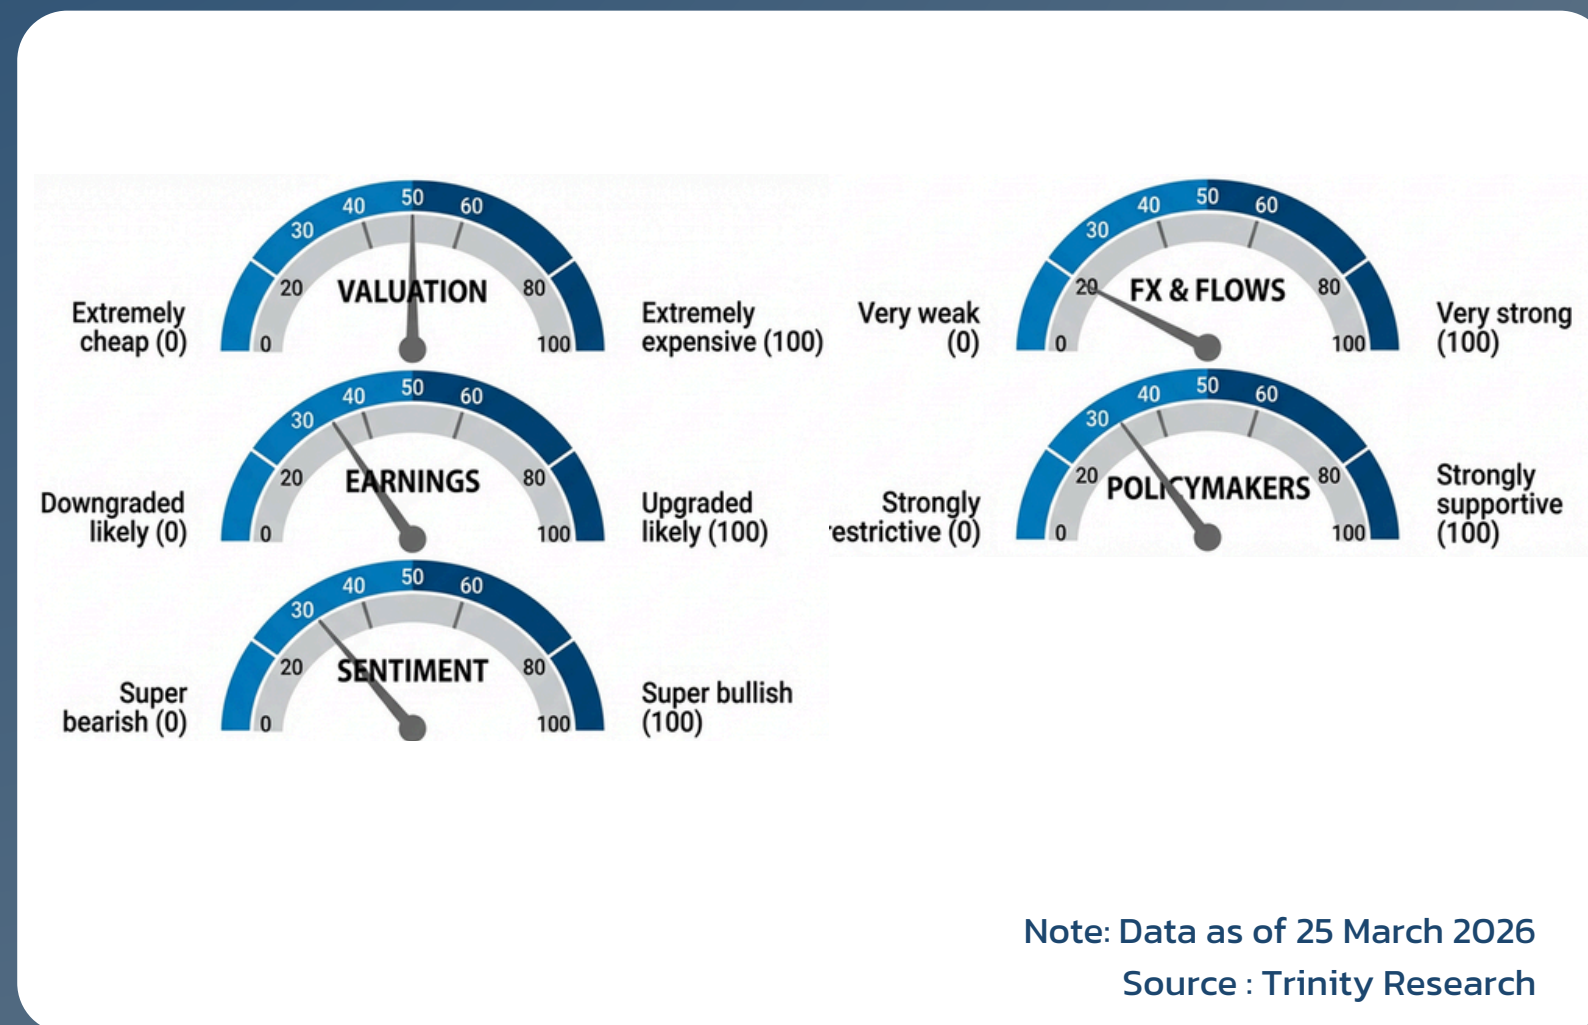 50
40
60
30
20
VALUATION
80
Extremely
cheap (0)
0
100
Extremely
expensive (100)
50
40
60
30
20
EARNINGS
80
Downgraded
likely (0)
0
100
Upgraded
likely (100)
50
40
60
30
20
SENTIMENT
80
Super
bearish (0)
0
100
Super bullish
(100)
50
40
60
30
20
FX & FLOWS
80
Very weak
(0)
0
100
Very strong
(100)
50
40
60
30
20
POLICYMAKERS
80
Strongly
estrictive (0)
0
100
Strongly
supportive
(100)
Note: Data as of 25 March 2026
Source : Trinity Research